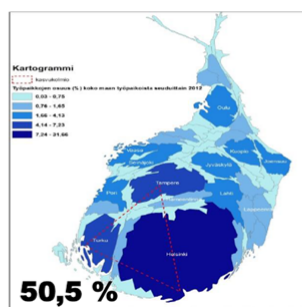 Kartogrammi
kasvukolmio
Työpaikkojen osuus (%) koko maan työpaikoista seuduittain 2012
0,03 - 0,75
0,76 - 1,65
1,66 - 4,13
4,14 - 7,23
7,24 - 31,66
Oulu
Vaasa
Seinäjoki
Kuopio
Joensuu
Jyväskylä
Tampere
Pori
Lahti
Lappeenranta
Turku
Helsinki
50,5 %